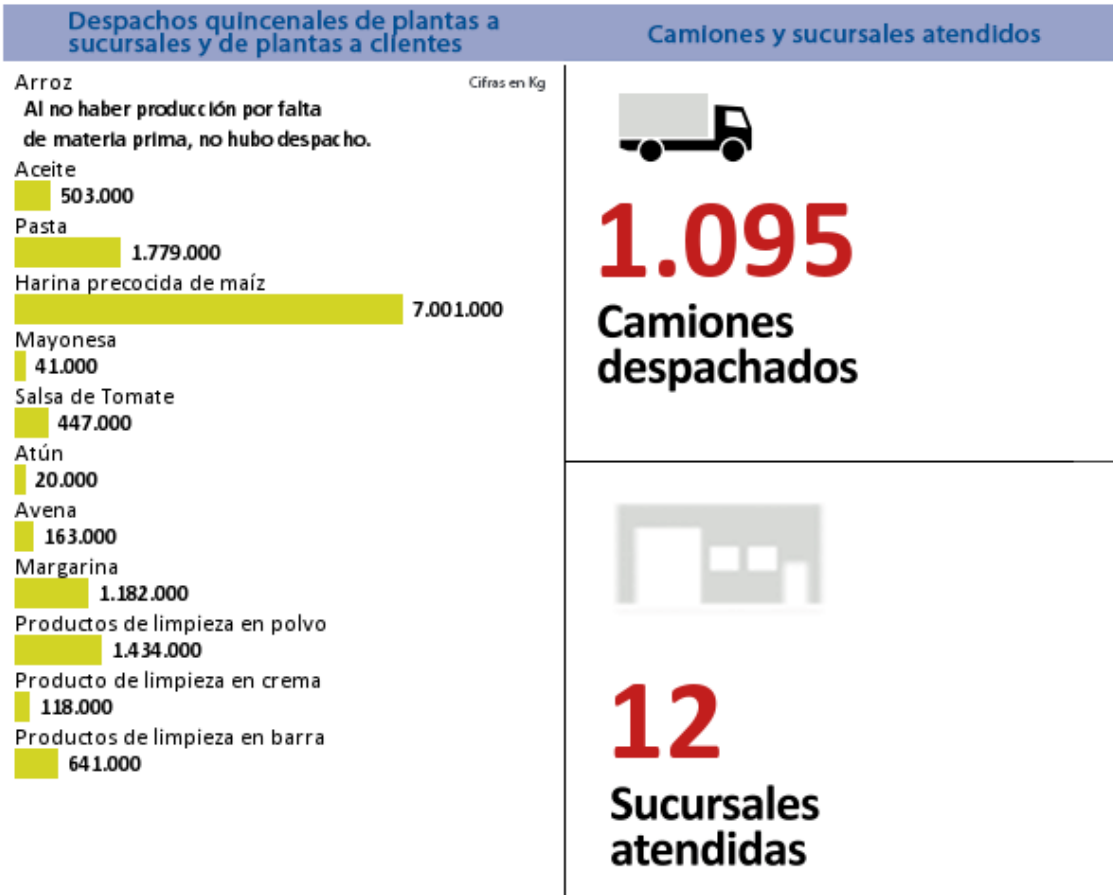 Despachos quincenales de plantas a
sucursales y de plantas a clientes
Camiones y sucursales atendidos
Arroz
Cifras en Kg
Al no haber producción por falta
de materia prima, no hubo despacho.
Aceite
503.000
Pasta
1.779.000
Harina precocida de maíz
7.001.000
Mayonesa
41.000
Salsa de Tomate
447.000
Atún
20.000
Avena
163.000
Margarina
1.182.000
Productos de limpieza en polvo
1.434.000
Producto de limpieza en crema
118.000
Productos de limpieza en barra
641.000
1.095
Camiones
despachados
12
Sucursales
atendidas